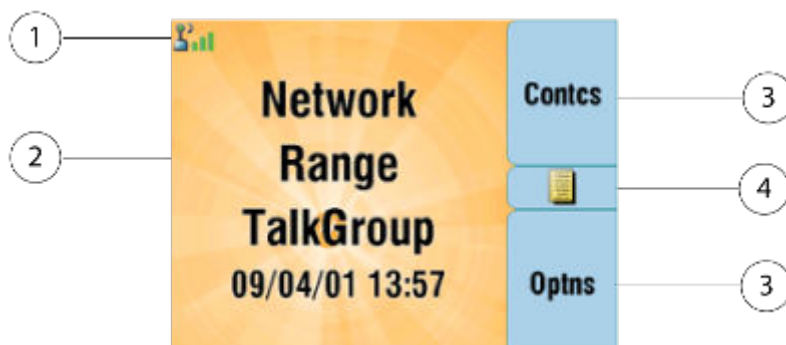 1
2
Network
Range
TalkGroup
09/04/01 13:57
Contcs
Optns
3
4
3